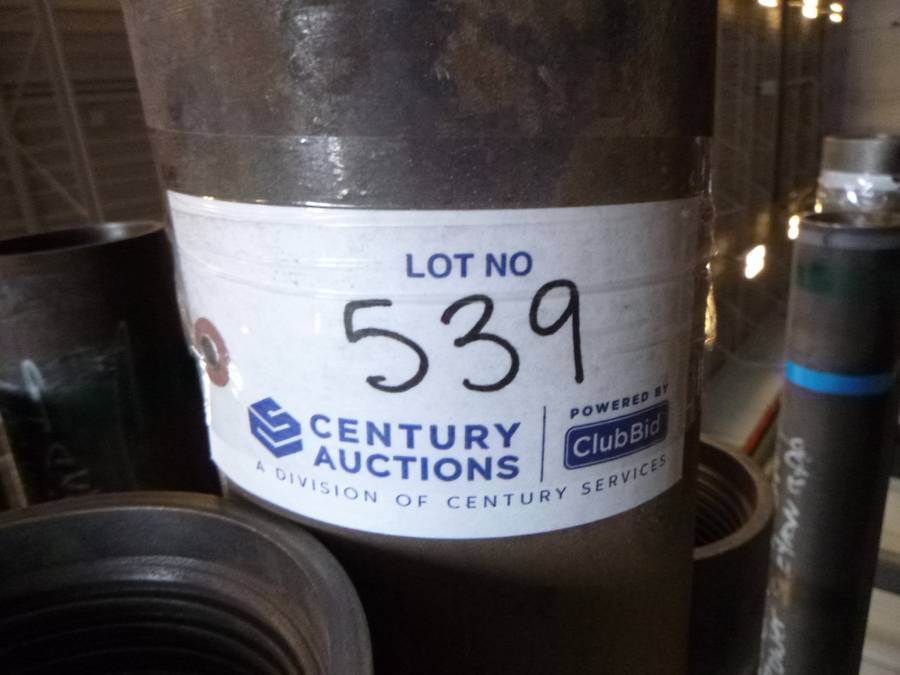 LOT NO
539
CENTURY
AUCTIONS
A DIVISION OF CENTURY SERVICES
POWERED BY
ClubBid